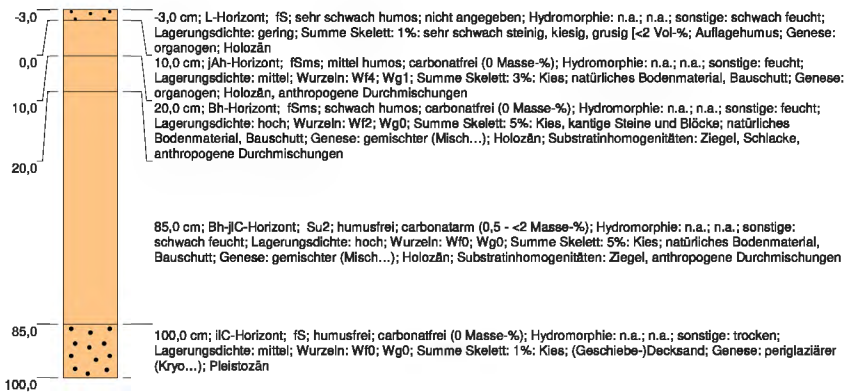 -3,0
-3,0 cm; L-Horizont; fS; sehr schwach humos; nicht angegeben; Hydromorphie: n.a.; n.a.; sonstige: schwach feucht;
Lagerungsdichte: gering; Summe Skelett: 1%: sehr schwach steinig, kiesig, grusig [<2 Vol-%; Auflagehumus; Genese:
organogen; Holozän
0,0
10,0 cm; jAh-Horizont; fSms; mittel humos; carbonatfrei (0 Masse-%); Hydromorphie: n.a.; n.a.; sonstige: feucht;
Lagerungsdichte: mittel; Wurzeln: Wf4; Wg1; Summe Skelett: 3%: Kies; natürliches Bodenmaterial, Bauschutt; Genese:
organogen; Holozän, anthropogene Durchmischungen
10,0
20,0 cm; Bh-Horizont; fSms; schwach humos; carbonatfrei (0 Masse-%); Hydromorphie: n.a.; n.a.; sonstige: feucht;
Lagerungsdichte: hoch; Wurzeln: Wf2; Wg0; Summe Skelett: 5%: Kies, kantige Steine und Blöcke; natürliches
Bodenmaterial, Bauschutt; Genese: gemischter (Misch...); Holozän; Substratinhomogenitäten: Ziegel, Schlacke,
anthropogene Durchmischungen
20,0
85,0 cm; Bh-jIC-Horizont; Su2; humusfrei; carbonatarm (0,5 - <2 Masse-%); Hydromorphie: n.a.; n.a.; sonstige:
schwach feucht; Lagerungsdichte: hoch; Wurzeln: Wf0; Wg0; Summe Skelett: 5%: Kies; natürliches Bodenmaterial,
Bauschutt; Genese: gemischter (Misch...); Holozän; Substratinhomogenitäten: Ziegel, anthropogene Durchmischungen
85,0
100,0 cm; ilC-Horizont; fS; humusfrei; carbonatfrei (0 Masse-%); Hydromorphie: n.a.; n.a.; sonstige: trocken;
Lagerungsdichte: mittel; Wurzeln: Wf0; Wg0; Summe Skelett: 1%: Kies; (Geschiebe-)Decksand; Genese: periglaziärer
(Kryo...); Pleistozän
100,0